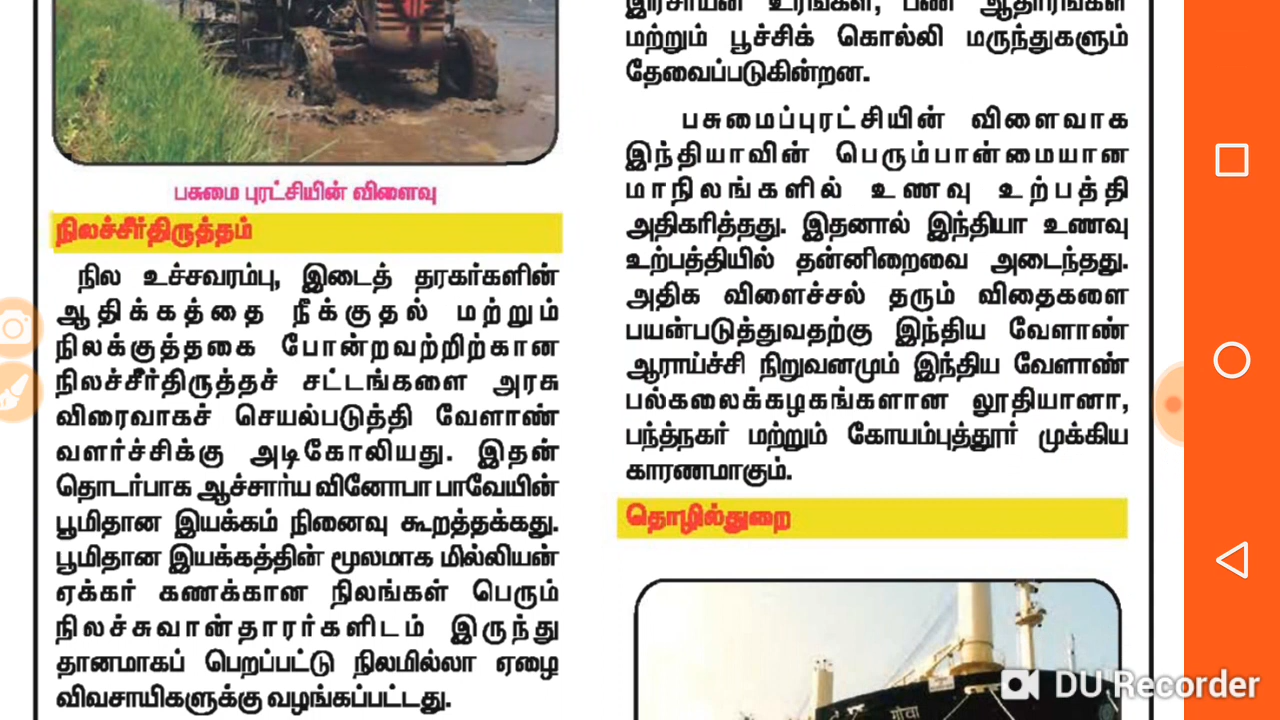 பசுமை புரட்சியின் விளைவு
நிலச்சீர்திருத்தம்
நில உச்சவரம்பு, இடைத் தரகர்களின்
ஆதிக்கத்தை நீக்குதல் மற்றும்
நிலக்குத்தகை போன்றவற்றிற்கான
நிலச்சீர்திருத்தச் சட்டங்களை அரசு
விரைவாகச் செயல்படுத்தி வேளாண்
வளர்ச்சிக்கு அடிகோலியது. இதன்
தொடர்பாக ஆச்சார்ய வினோபா பாவேயின்
பூமிதான இயக்கம் நினைவு கூறத்தக்கது.
பூமிதான இயக்கத்தின் மூலமாக மில்லியன்
ஏக்கர் கணக்கான நிலங்கள் பெரும்
நிலச்சுவான்தாரர்களிடம் இருந்து
தானமாகப் பெறப்பட்டு நிலமில்லா ஏழை
விவசாயிகளுக்கு வழங்கப்பட்டது.
மற்றும் பூச்சிக் கொல்லி மருந்துகளும்
தேவைப்படுகின்றன.
பசுமைப்புரட்சியின் விளைவாக
இந்தியாவின் பெரும்பான்மையான
மாநிலங்களில் உணவு உற்பத்தி
அதிகரித்தது. இதனால் இந்தியா உணவு
உற்பத்தியில் தன்னிறைவை அடைந்தது.
அதிக விளைச்சல் தரும் விதைகளை
பயன்படுத்துவதற்கு இந்திய வேளாண்
ஆராய்ச்சி நிறுவனமும் இந்திய வேளாண்
பல்கலைக்கழகங்களான லூதியானா,
பந்த்நகர் மற்றும் கோயம்புத்தூர் முக்கிய
காரணமாகும்.
தொழில்துறை
गोवा
DU Recorder